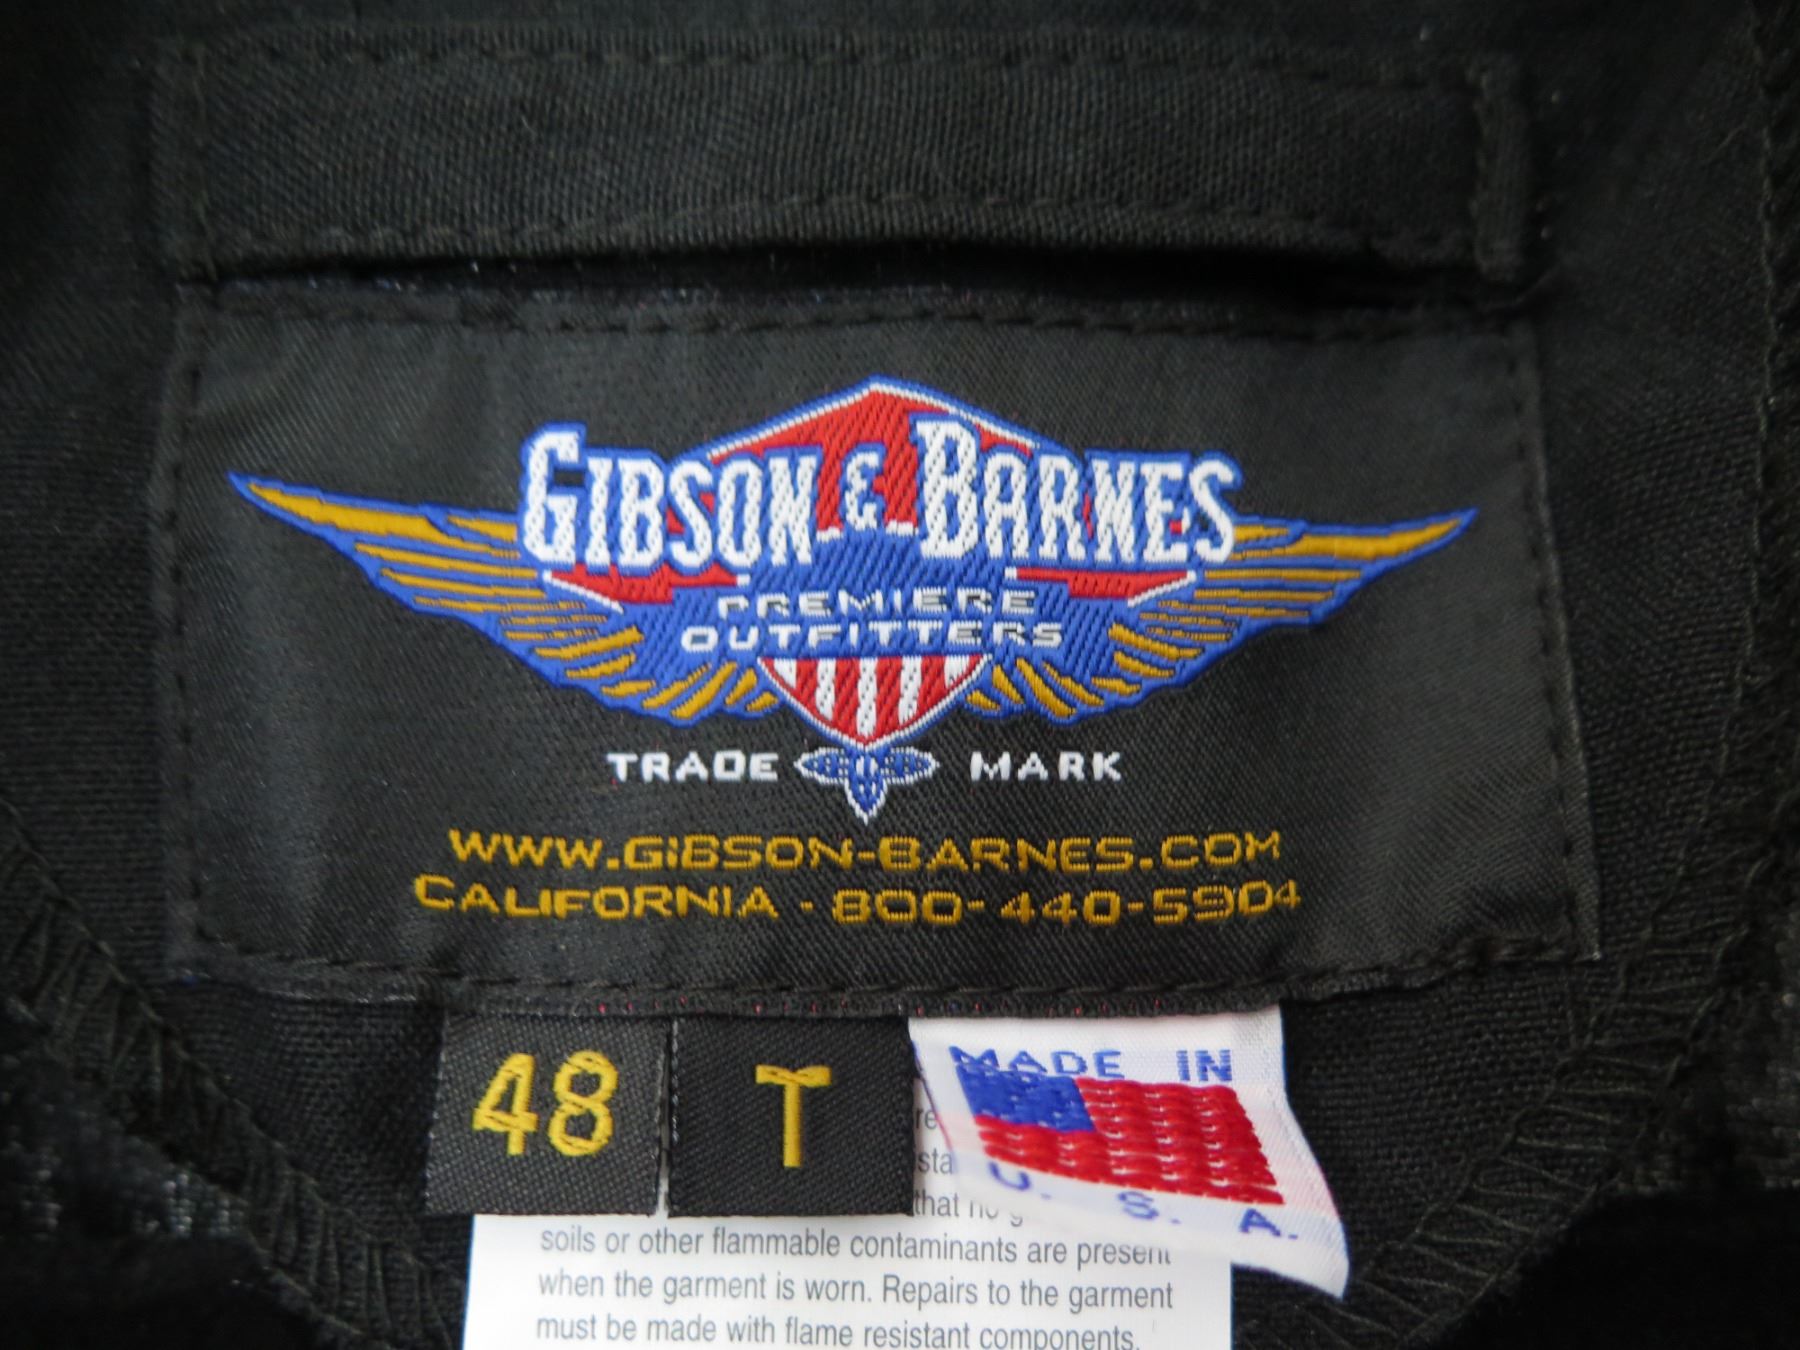 GIBSON & BARNES
PREMIERE
OUTFITTERS
TRADE MARK
WWW.GIBSON-BARNES.COM
CALIFORNIA - 800-440-5904
48 T
MADE IN
U. S. A.
that no
soils or other flammable contaminants are present
when the garment is worn. Repairs to the garment
must be made with flame resistant components.